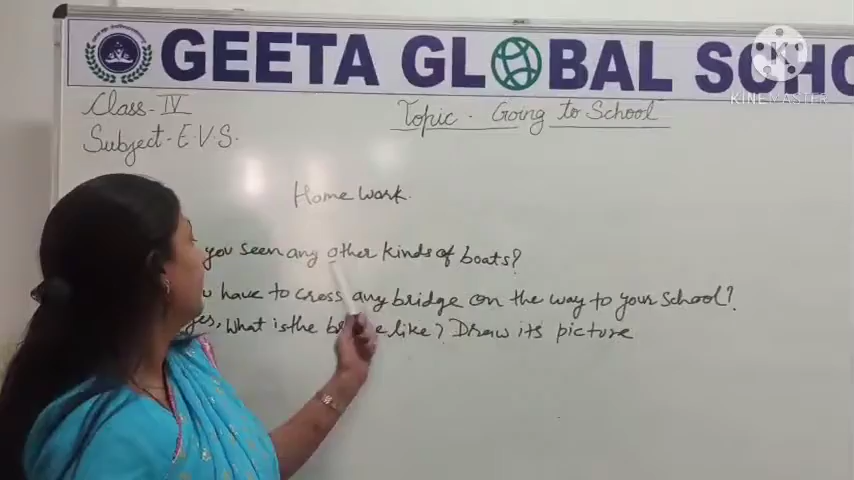 GEETA GLOBAL SCHO
KINEMASTER
Class-IV
Topic - Going to School
Subject-E.V.S.
Home Work.
you seen any other kinds of boats?
have to cross any bridge on the way to your School?
yes, What is the like? Draw its picture